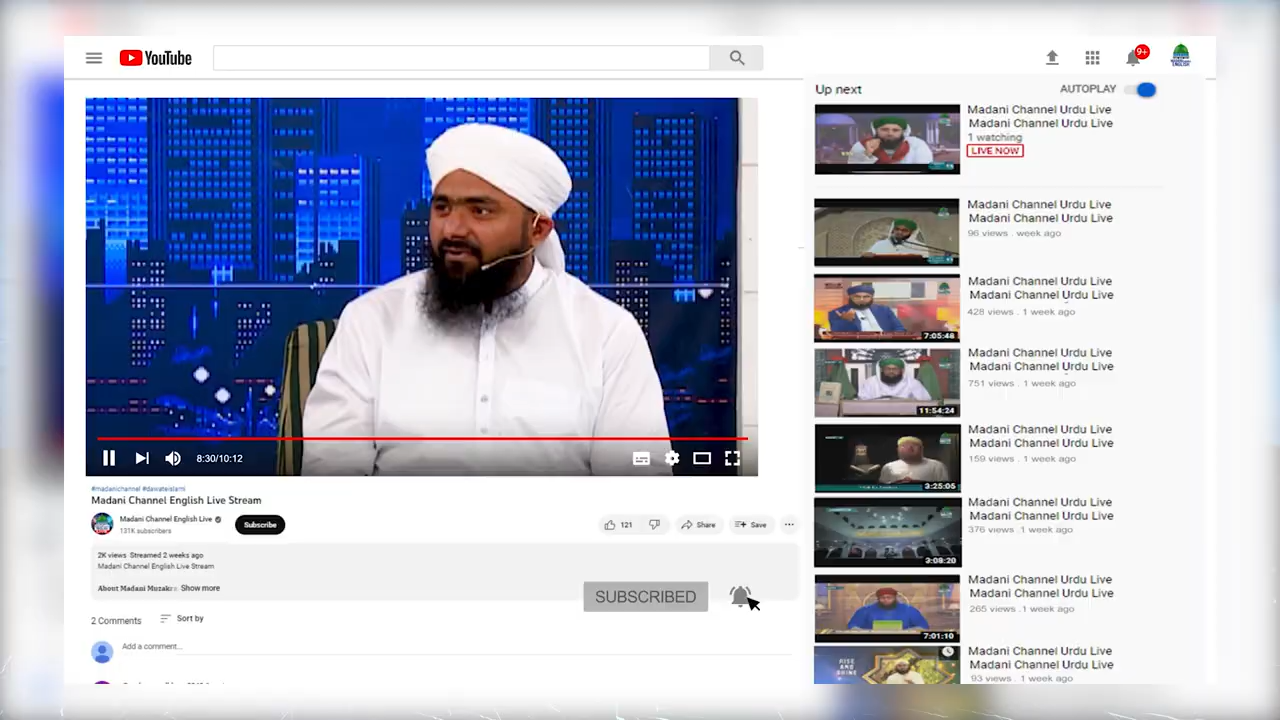 YouTube
9+
MADANI CHANNEL
ENGLISH
8:30/10:12
#madanichannel #dawateislami
Madani Channel English Live Stream
Madani Channel English Live
131K subscribers
Subscribe
121
Share
Save
2K views Streamed 2 weeks ago
Madani Channel English Live Stream
Show more
2 Comments
Sort by
Add a comment...
SUBSCRIBED
Up next
AUTOPLAY
Madani Channel Urdu Live
Madani Channel Urdu Live
1 watching
LIVE NOW
Madani Channel Urdu Live
Madani Channel Urdu Live
96 views . week ago
7:05:48
Madani Channel Urdu Live
Madani Channel Urdu Live
428 views . 1 week ago
11:54:24
Madani Channel Urdu Live
Madani Channel Urdu Live
751 views . 1 week ago
3:25:05
Madani Channel Urdu Live
Madani Channel Urdu Live
159 views . 1 week ago
3:08:20
Madani Channel Urdu Live
Madani Channel Urdu Live
376 views . 1 week ago
7:01:10
Madani Channel Urdu Live
Madani Channel Urdu Live
265 views . 1 week ago
RISE
AND
SHINE
Madani Channel Urdu Live
Madani Channel Urdu Live
93 views . 1 week ago